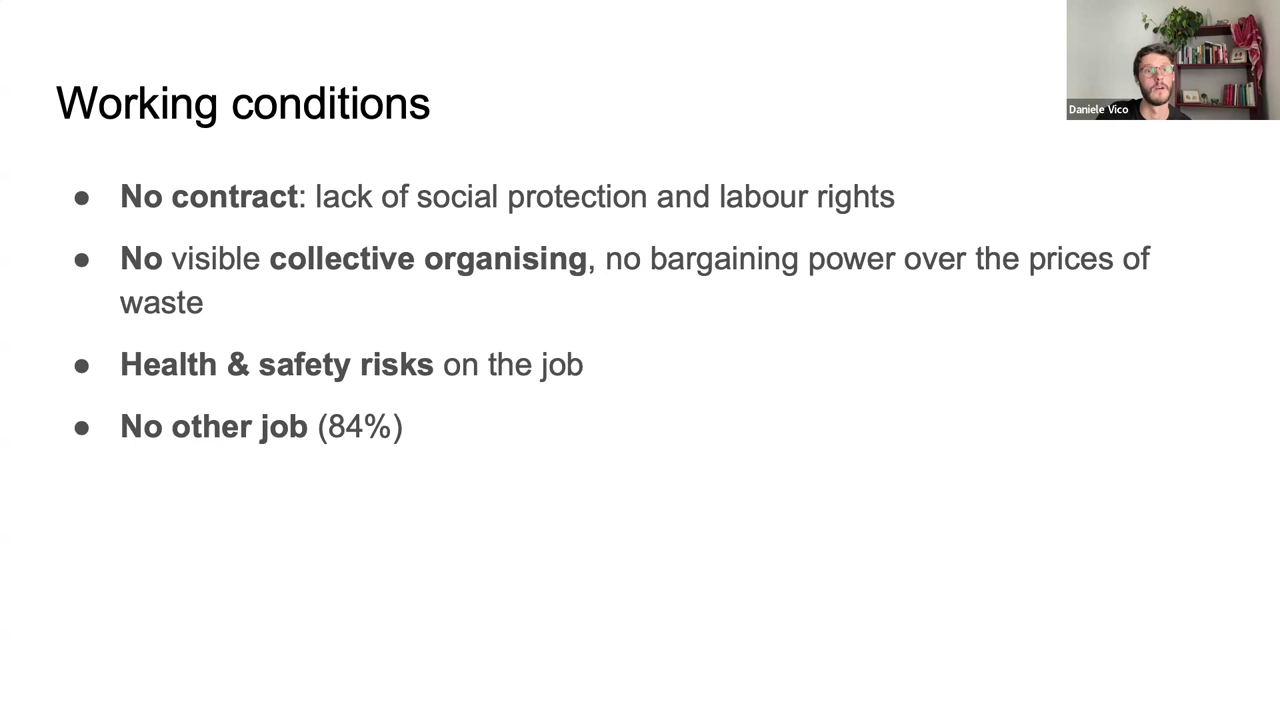 Working conditions
Daniele Vico
● No contract: lack of social protection and labour rights
● No visible collective organising, no bargaining power over the prices of
waste
● Health & safety risks on the job
● No other job (84%)